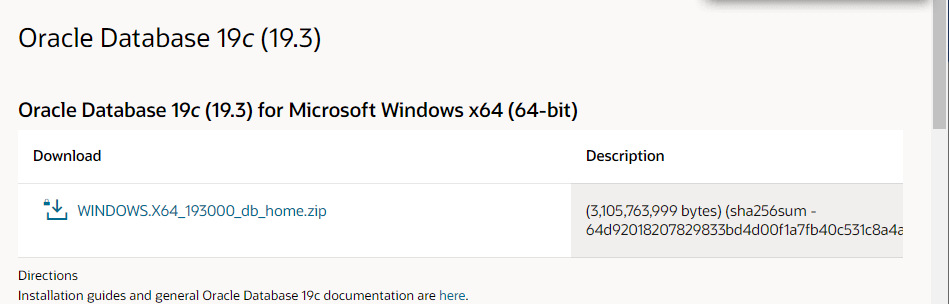 Oracle Database 19c (19.3)
Oracle Database 19c (19.3) for Microsoft Windows x64 (64-bit)
Download Description
WINDOWS.X64_193000_db_home.zip (3,105,763,999 bytes) (sha256sum -
64d92018207829833bd4d00f1a7fb40c531c8a4a
Directions
Installation guides and general Oracle Database 19c documentation are here.